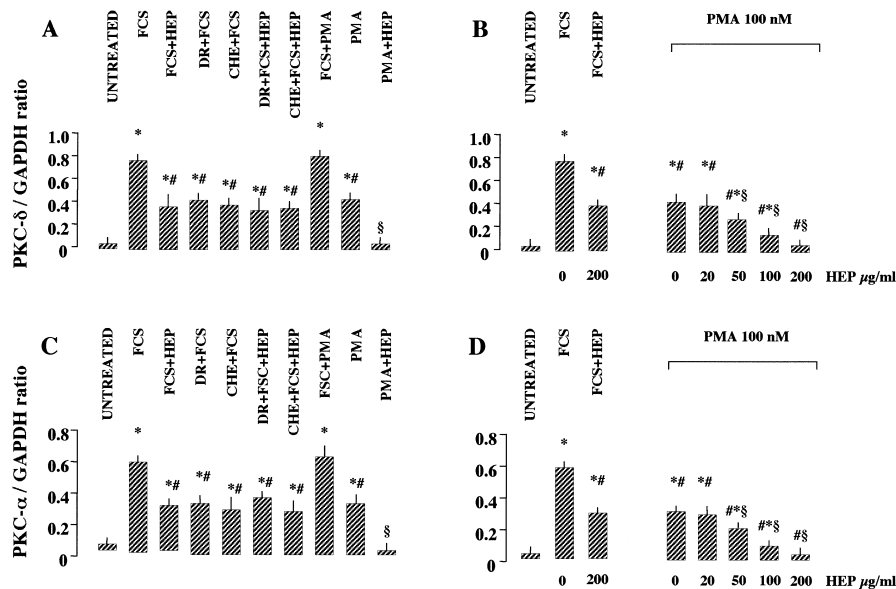 A
UNTREATED
FCS
FCS+HEP
DR+FCS
CHE+FCS
DR+FCS+HEP
CHE+FCS+HEP
FCS+PMA
PMA
PMA+HEP
PKC-δ / GAPDH ratio
1.0
0.8
0.6
0.4
0.2
0
*
*#
*#
*#
*#
*#
*
*#
§
B
UNTREATED
FCS
FCS+HEP
PMA 100 nM
1.0
0.8
0.6
0.4
0.2
0
*
*#
*#
*#
#*§
#*§
#§
0 200 0 20 50 100 200 HEP µg/ml
C
UNTREATED
FCS
FCS+HEP
DR+FCS
CHE+FCS
DR+FSC+HEP
CHE+FCS+HEP
FSC+PMA
PMA
PMA+HEP
PKC-α / GAPDH ratio
0.8
0.6
0.4
0.2
0
*
*#
*#
*#
*#
*#
*
*#
§
D
UNTREATED
FCS
FCS+HEP
PMA 100 nM
0.8
0.6
0.4
0.2
0
*
*#
*#
*#
#*§
#*§
#§
0 200 0 20 50 100 200 HEP µg/ml